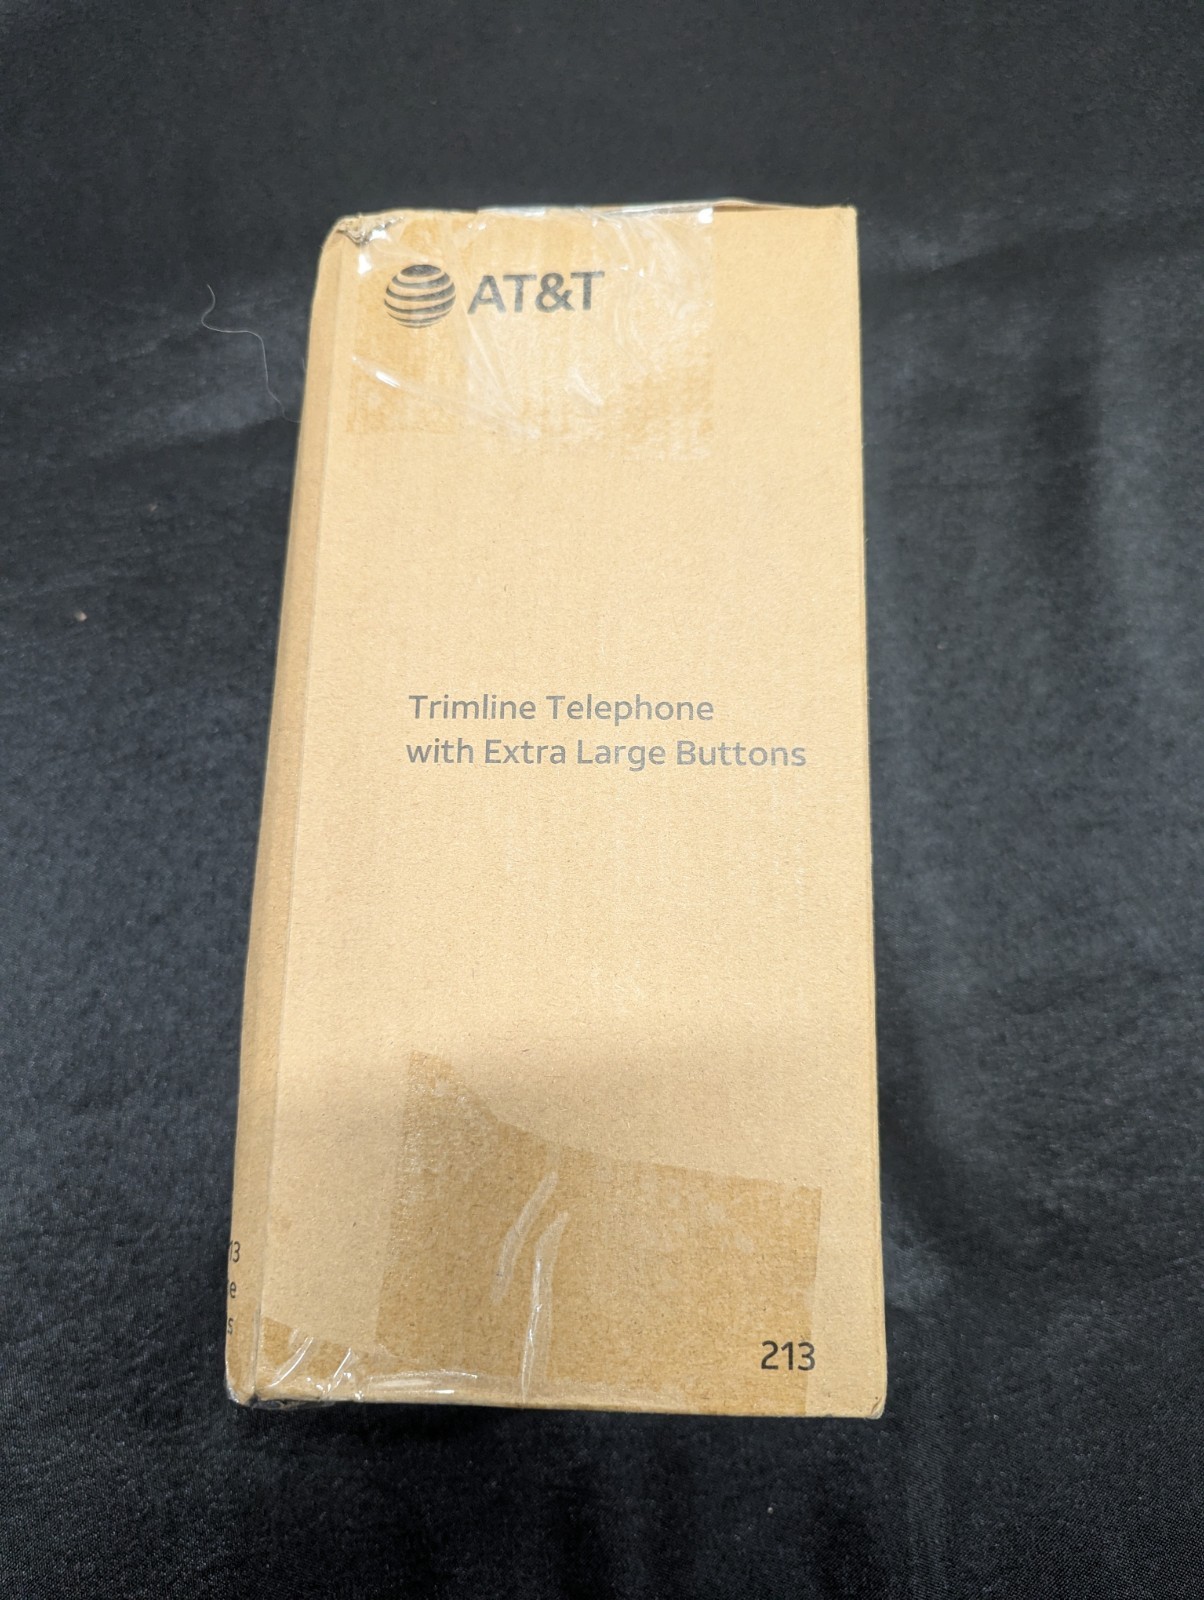 AT&T
Trimline Telephone
with Extra Large Buttons
213